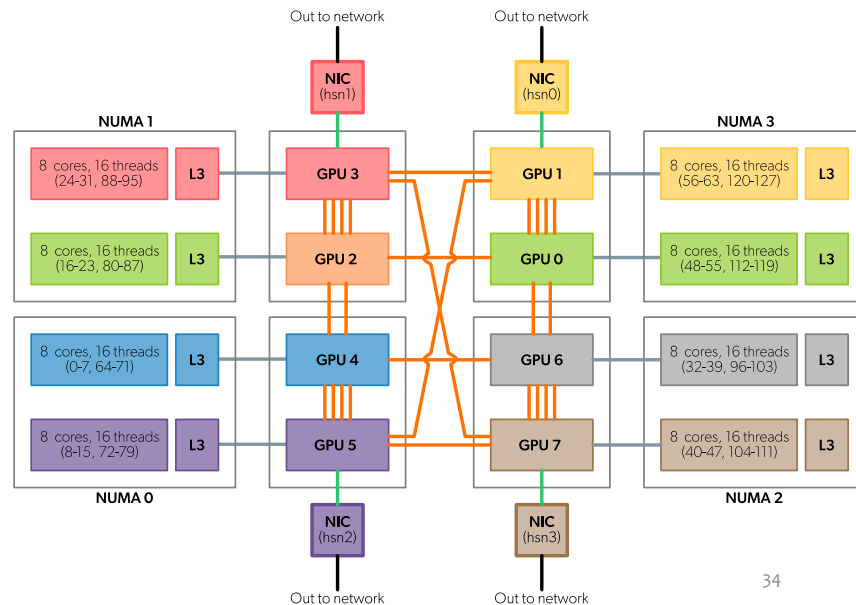 Out to network
Out to network
NIC
(hsn1)
NIC
(hsn0)
NUMA 1
NUMA 3
8 cores, 16 threads
(24-31, 88-95)
L3
GPU 3
GPU 1
8 cores, 16 threads
(56-63, 120-127)
L3
8 cores, 16 threads
(16-23, 80-87)
L3
GPU 2
GPU 0
8 cores, 16 threads
(48-55, 112-119)
L3
8 cores, 16 threads
(0-7, 64-71)
L3
GPU 4
GPU 6
8 cores, 16 threads
(32-39, 96-103)
L3
8 cores, 16 threads
(8-15, 72-79)
L3
GPU 5
GPU 7
8 cores, 16 threads
(40-47, 104-111)
L3
NUMA 0
NUMA 2
NIC
(hsn2)
NIC
(hsn3)
Out to network
Out to network
34